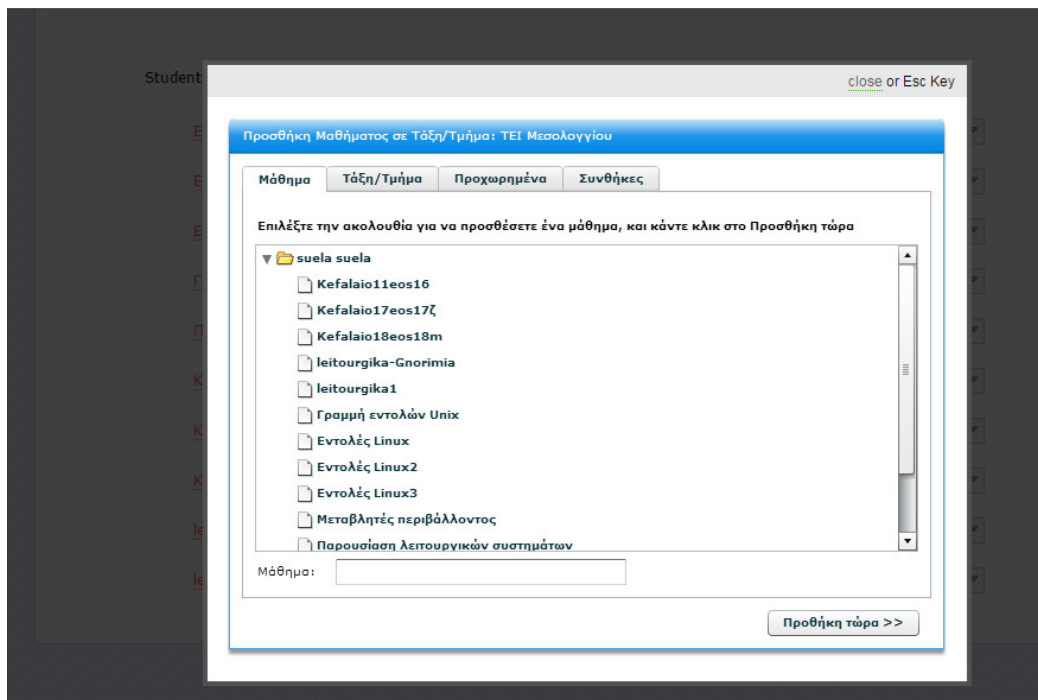 Student
close or Esc Key
Προσθήκη Μαθήματος σε Τάξη/Τμήμα: ΤΕΙ Μεσολογγίου
Μάθημα Τάξη/Τμήμα Προχωρημένα Συνθήκες
Επιλέξτε την ακολουθία για να προσθέσετε ένα μάθημα, και κάντε κλικ στο Προσθήκη τώρα
suela suela
Kefalaio11eos16
Kefalaio17eos17ζ
Kefalaio18eos18m
leitourgika-Gnorimia
leitourgika1
Γραμμή εντολών Unix
Εντολές Linux
Εντολές Linux2
Εντολές Linux3
Μεταβλητές περιβάλλοντος
Παρουσίαση λειτουργικών συστημάτων
Μάθημα:
Προθήκη τώρα >>